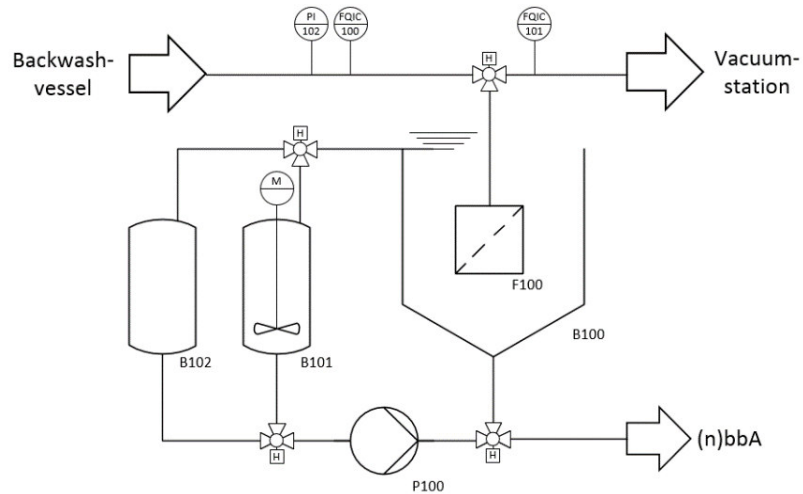 PI
102
FQIC
100
FQIC
101
Backwash-
vessel
H
Vacuum-
station
H
M
F100
B100
B102
B101
H
H
(n)bbA
P100